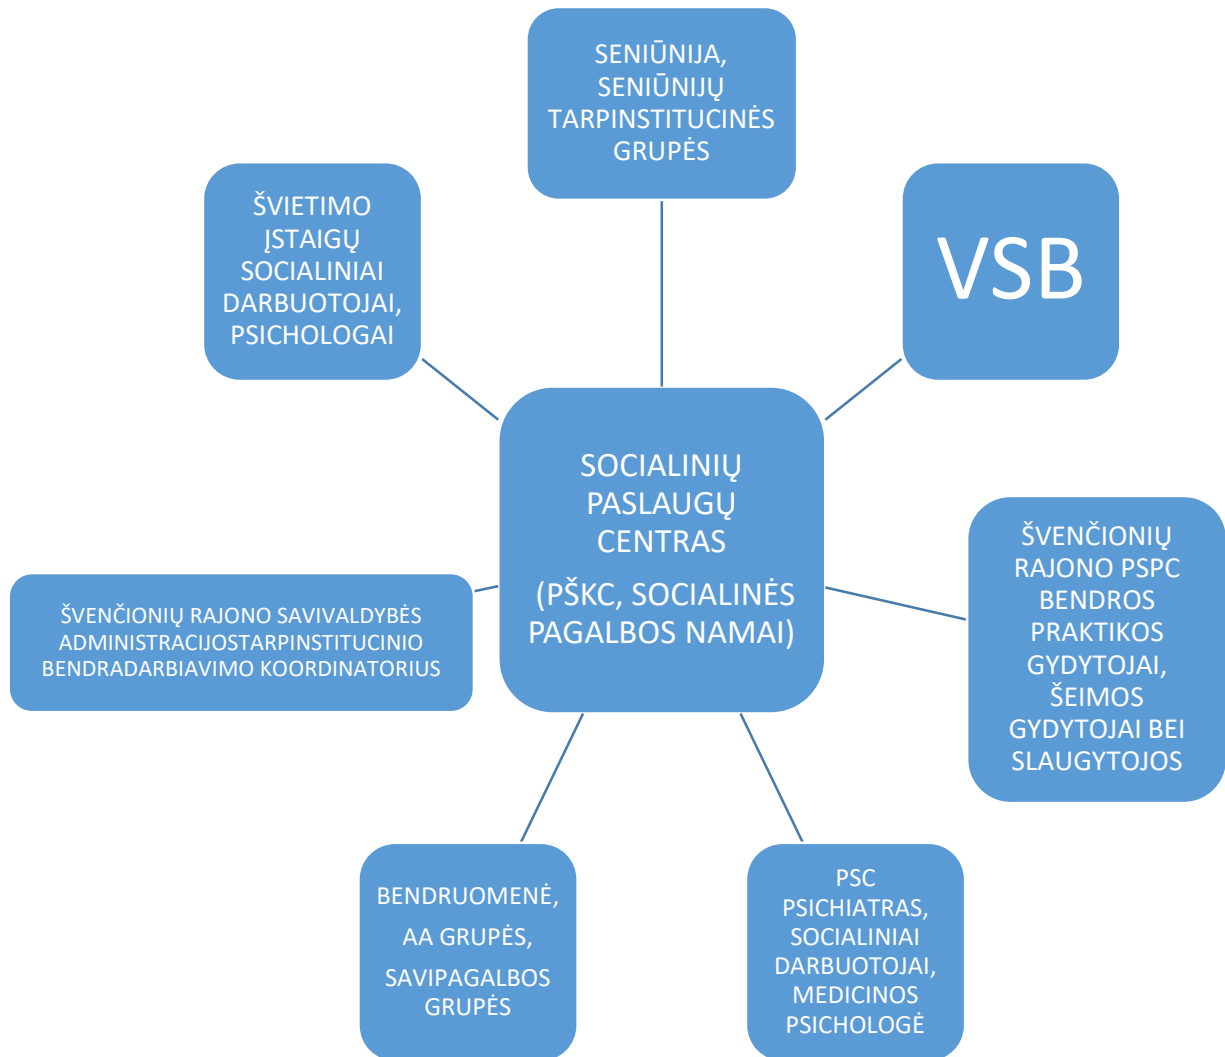 SENIŪNIJA,
SENIŪNIJŲ
TARPINSTITUCINĖS
GRUPĖS
ŠVIETIMO
ĮSTAIGŲ
SOCIALINIAI
DARBUOTOJAI,
PSICHOLOGAI
VSB
SOCIALINIŲ
PASLAUGŲ
CENTRAS
(PŠKC, SOCIALINĖS
PAGALBOS NAMAI)
ŠVENČIONIŲ
RAJONO PSPC
BENDROS
PRAKTIKOS
GYDYTOJAI,
ŠEIMOS
GYDYTOJAI BEI
SLAUGYTOJOS
ŠVENČIONIŲ RAJONO SAVIVALDYBĖS
ADMINISTRACIJOSTARPINSTITUCINIO
BENDRADARBIAVIMO KOORDINATORIUS
BENDRUOMENĖ,
AA GRUPĖS,
SAVIPAGALBOS
GRUPĖS
PSC
PSICHIATRAS,
SOCIALINIAI
DARBUOTOJAI,
MEDICINOS
PSICHOLOGĖ